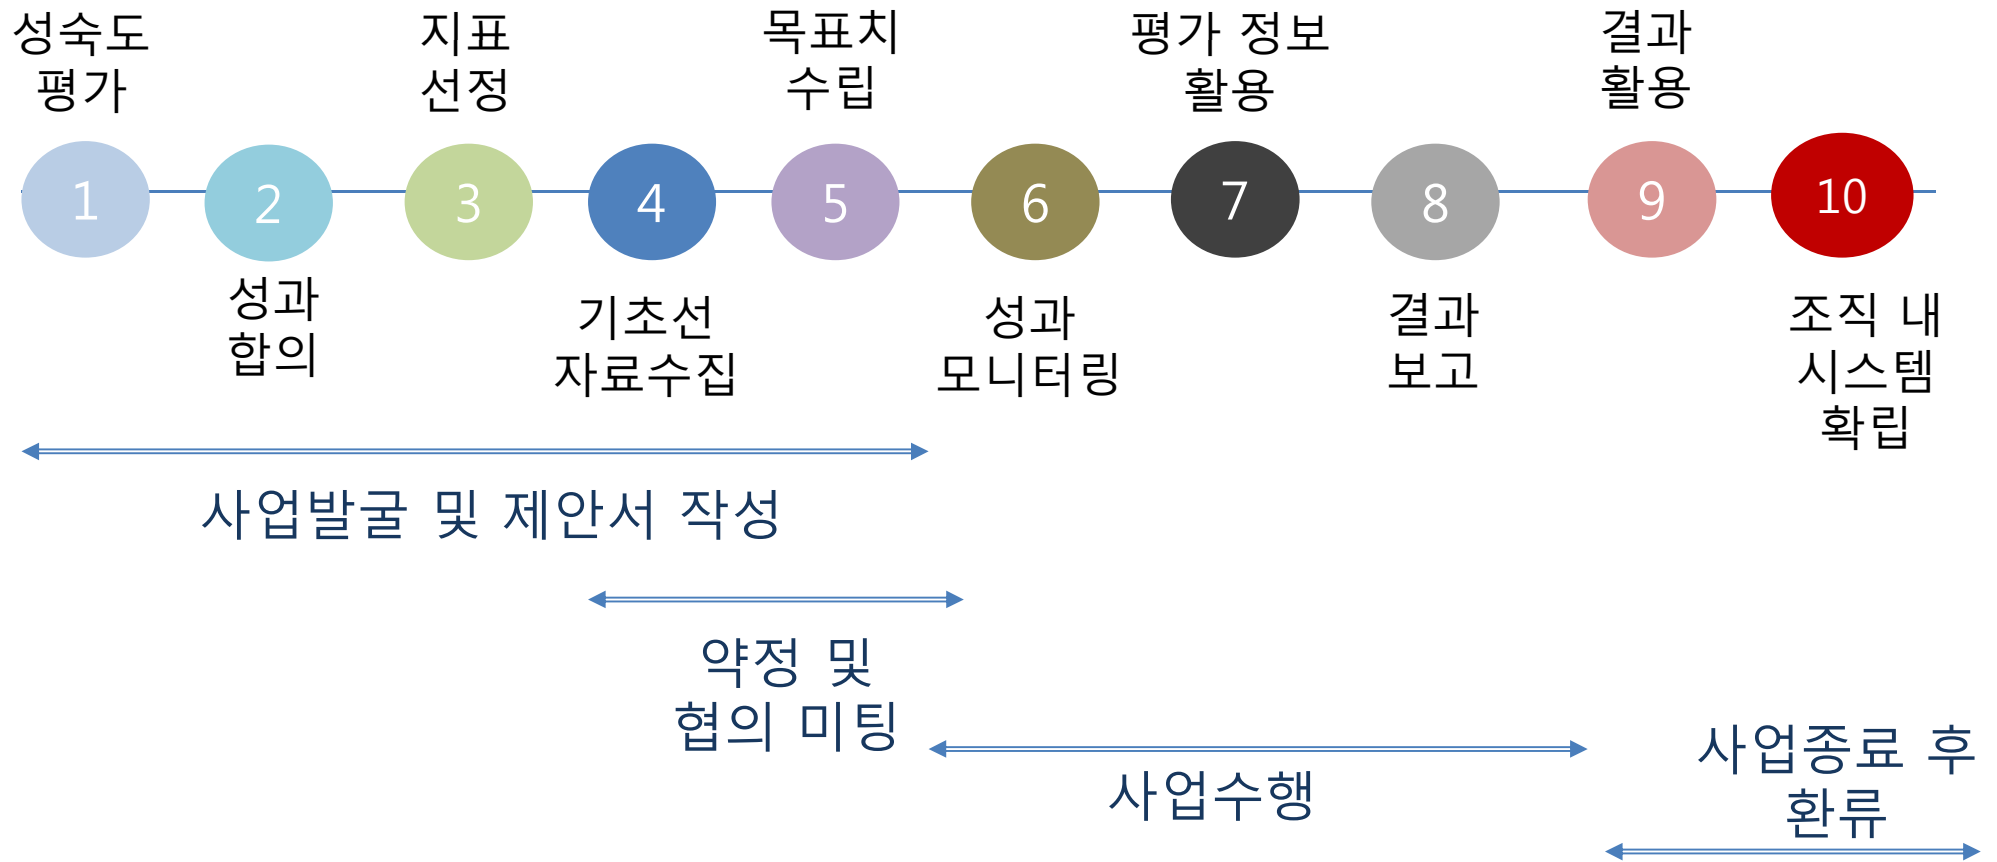 성숙도
평가
지표
선정
목표치
수립
평가 정보
활용
결과
활용
1
2
3
4
5
6
7
8
9
10
성과
합의
기초선
자료수집
성과
모니터링
결과
보고
조직 내
시스템
확립
사업발굴 및 제안서 작성
약정 및
협의 미팅
사업수행
사업종료 후
환류